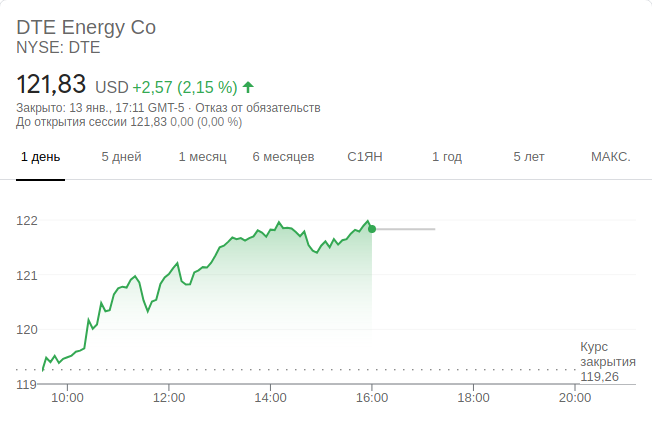 DTE Energy Co
NYSE: DTE
121,83 USD +2,57 (2,15 %)
Закрыто: 13 янв., 17:11 GMT-5 · Отказ от обязательств
До открытия сессии 121,83 0,00 (0,00 %)
1 день 5 дней 1 месяц 6 месяцев С1ЯН 1 год 5 лет МАКС.
122
121
120
Курс
закрытия
119,26
119
10:00 12:00 14:00 16:00 18:00 20:00